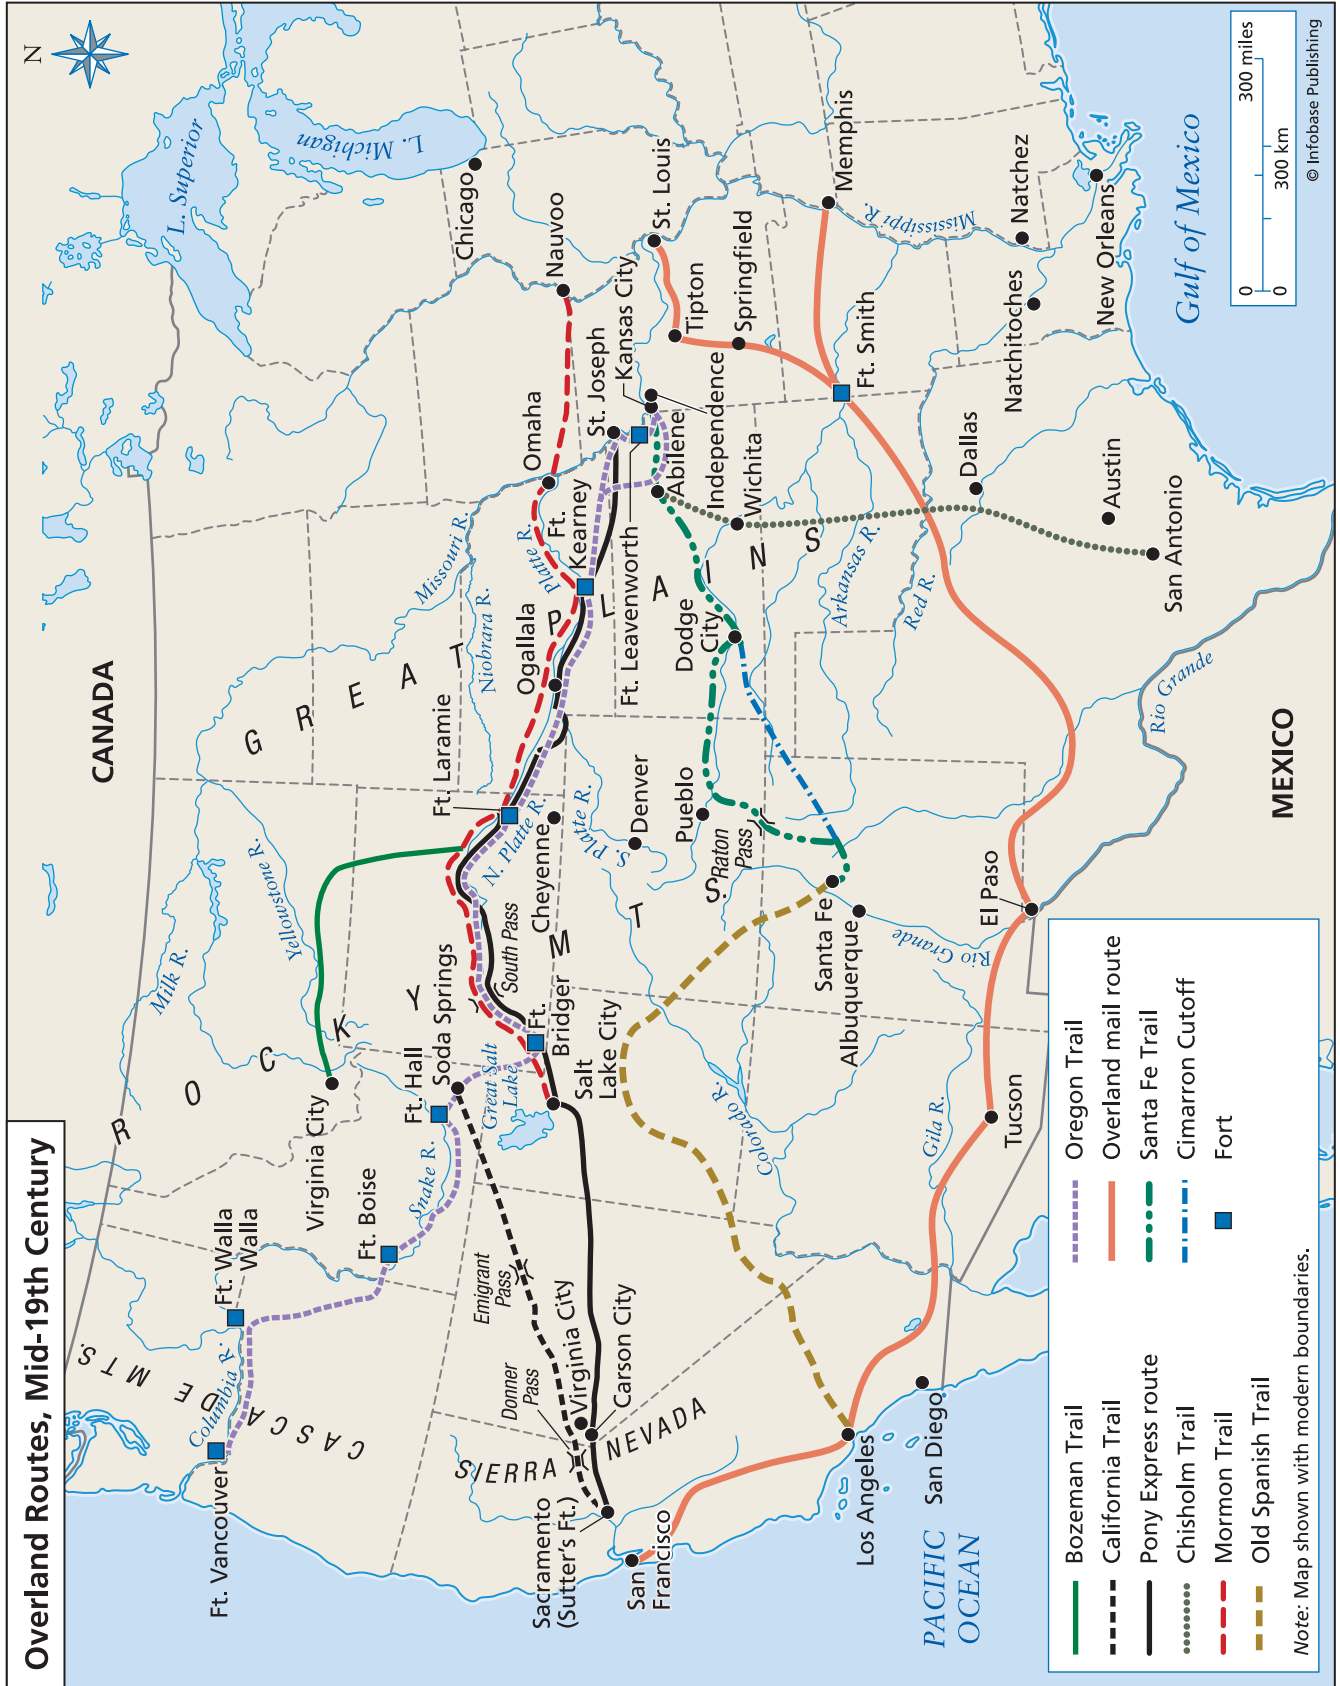 Overland Routes, Mid-19th Century
N
CANADA
MEXICO
PACIFIC
OCEAN
Gulf of Mexico
L. Superior
L. Michigan
CASCADE MTS.
ROCKY MTS.
GREAT PLAINS
SIERRA NEVADA
Ft. Vancouver
Columbia R.
Ft. Walla
Walla
Ft. Boise
Snake R.
Ft. Hall
Soda Springs
Virginia City
Milk R.
Yellowstone R.
Missouri R.
Niobrara R.
Platte R.
N. Platte R.
S. Platte R.
Great Salt
Lake
Salt
Lake City
Ft.
Bridger
South Pass
Ft. Laramie
Cheyenne
Denver
Pueblo
Raton
Pass
Ogallala
Ft.
Kearney
Omaha
Nauvoo
Chicago
St. Joseph
Kansas City
Ft. Leavenworth
Independence
Abilene
Wichita
Dodge
City
St. Louis
Tipton
Springfield
Ft. Smith
Memphis
Mississippi R.
Natchez
Natchitoches
New Orleans
Dallas
Austin
San Antonio
Arkansas R.
Red R.
Rio Grande
Rio Grande
El Paso
Santa Fe
Albuquerque
Tucson
Gila R.
Colorado R.
Emigrant
Pass
Donner
Pass
Virginia City
Carson City
Sacramento
(Sutter's Ft.)
San
Francisco
Los Angeles
San Diego
Bozeman Trail
California Trail
Pony Express route
Chisholm Trail
Mormon Trail
Old Spanish Trail
Oregon Trail
Overland mail route
Santa Fe Trail
Cimarron Cutoff
Fort
Note: Map shown with modern boundaries.
0 300 miles
0 300 km
© Infobase Publishing